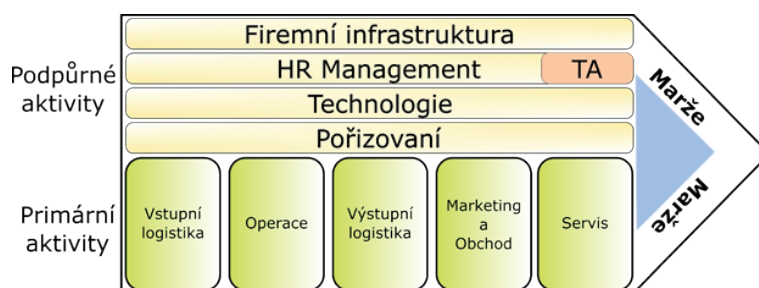 Firemní infrastruktura
Podpůrné
aktivity
HR Management
TA
Technologie
Pořizovaní
Marže
Marže
Primární
aktivity
Vstupní
logistika
Operace
Výstupní
logistika
Marketing
a
Obchod
Servis